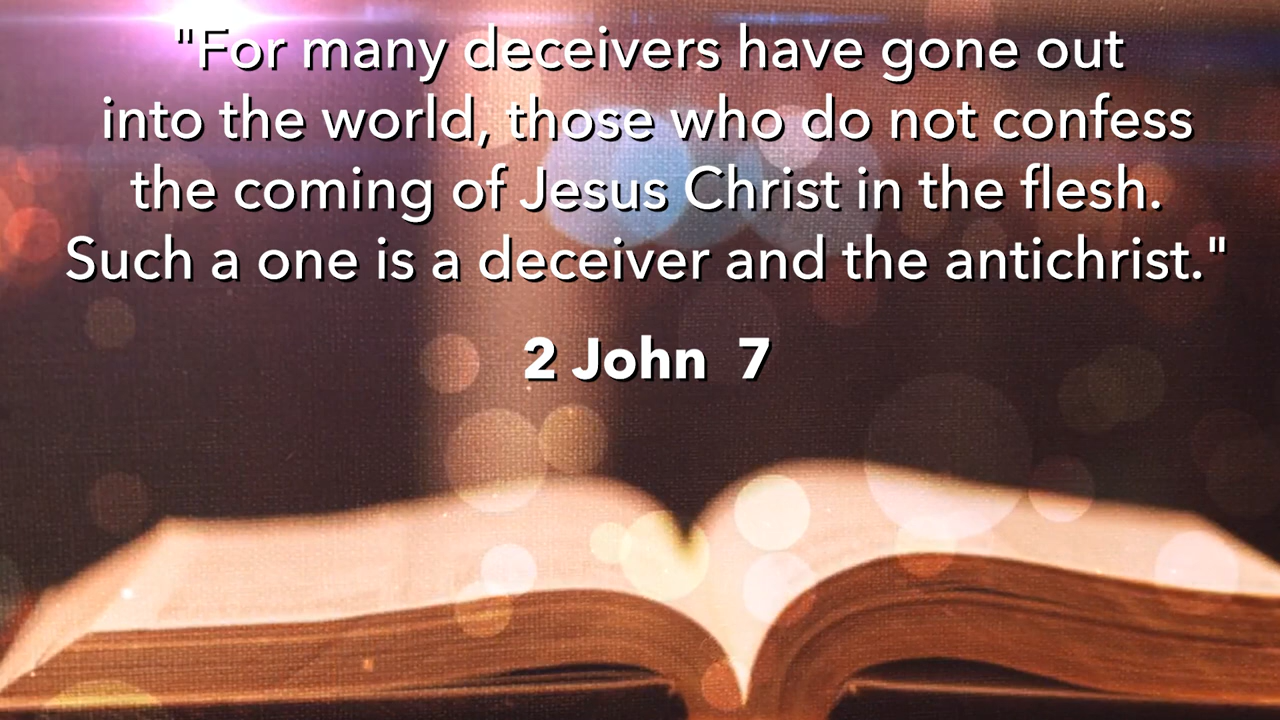 "For many deceivers have gone out
into the world, those who do not confess
the coming of Jesus Christ in the flesh.
Such a one is a deceiver and the antichrist."
2 John  7